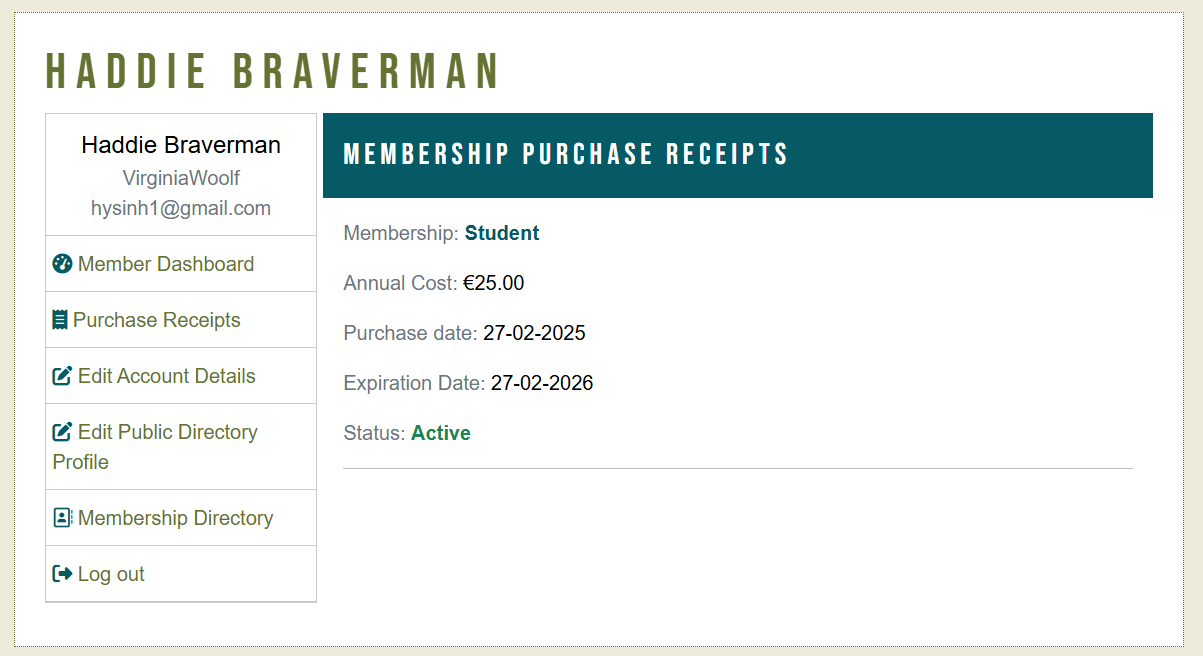 HADDIE BRAVERMAN
Haddie Braverman
VirginiaWoolf
hysinh1@gmail.com
Member Dashboard
Purchase Receipts
Edit Account Details
Edit Public Directory
Profile
Membership Directory
Log out
MEMBERSHIP PURCHASE RECEIPTS
Membership: Student
Annual Cost: €25.00
Purchase date: 27-02-2025
Expiration Date: 27-02-2026
Status: Active